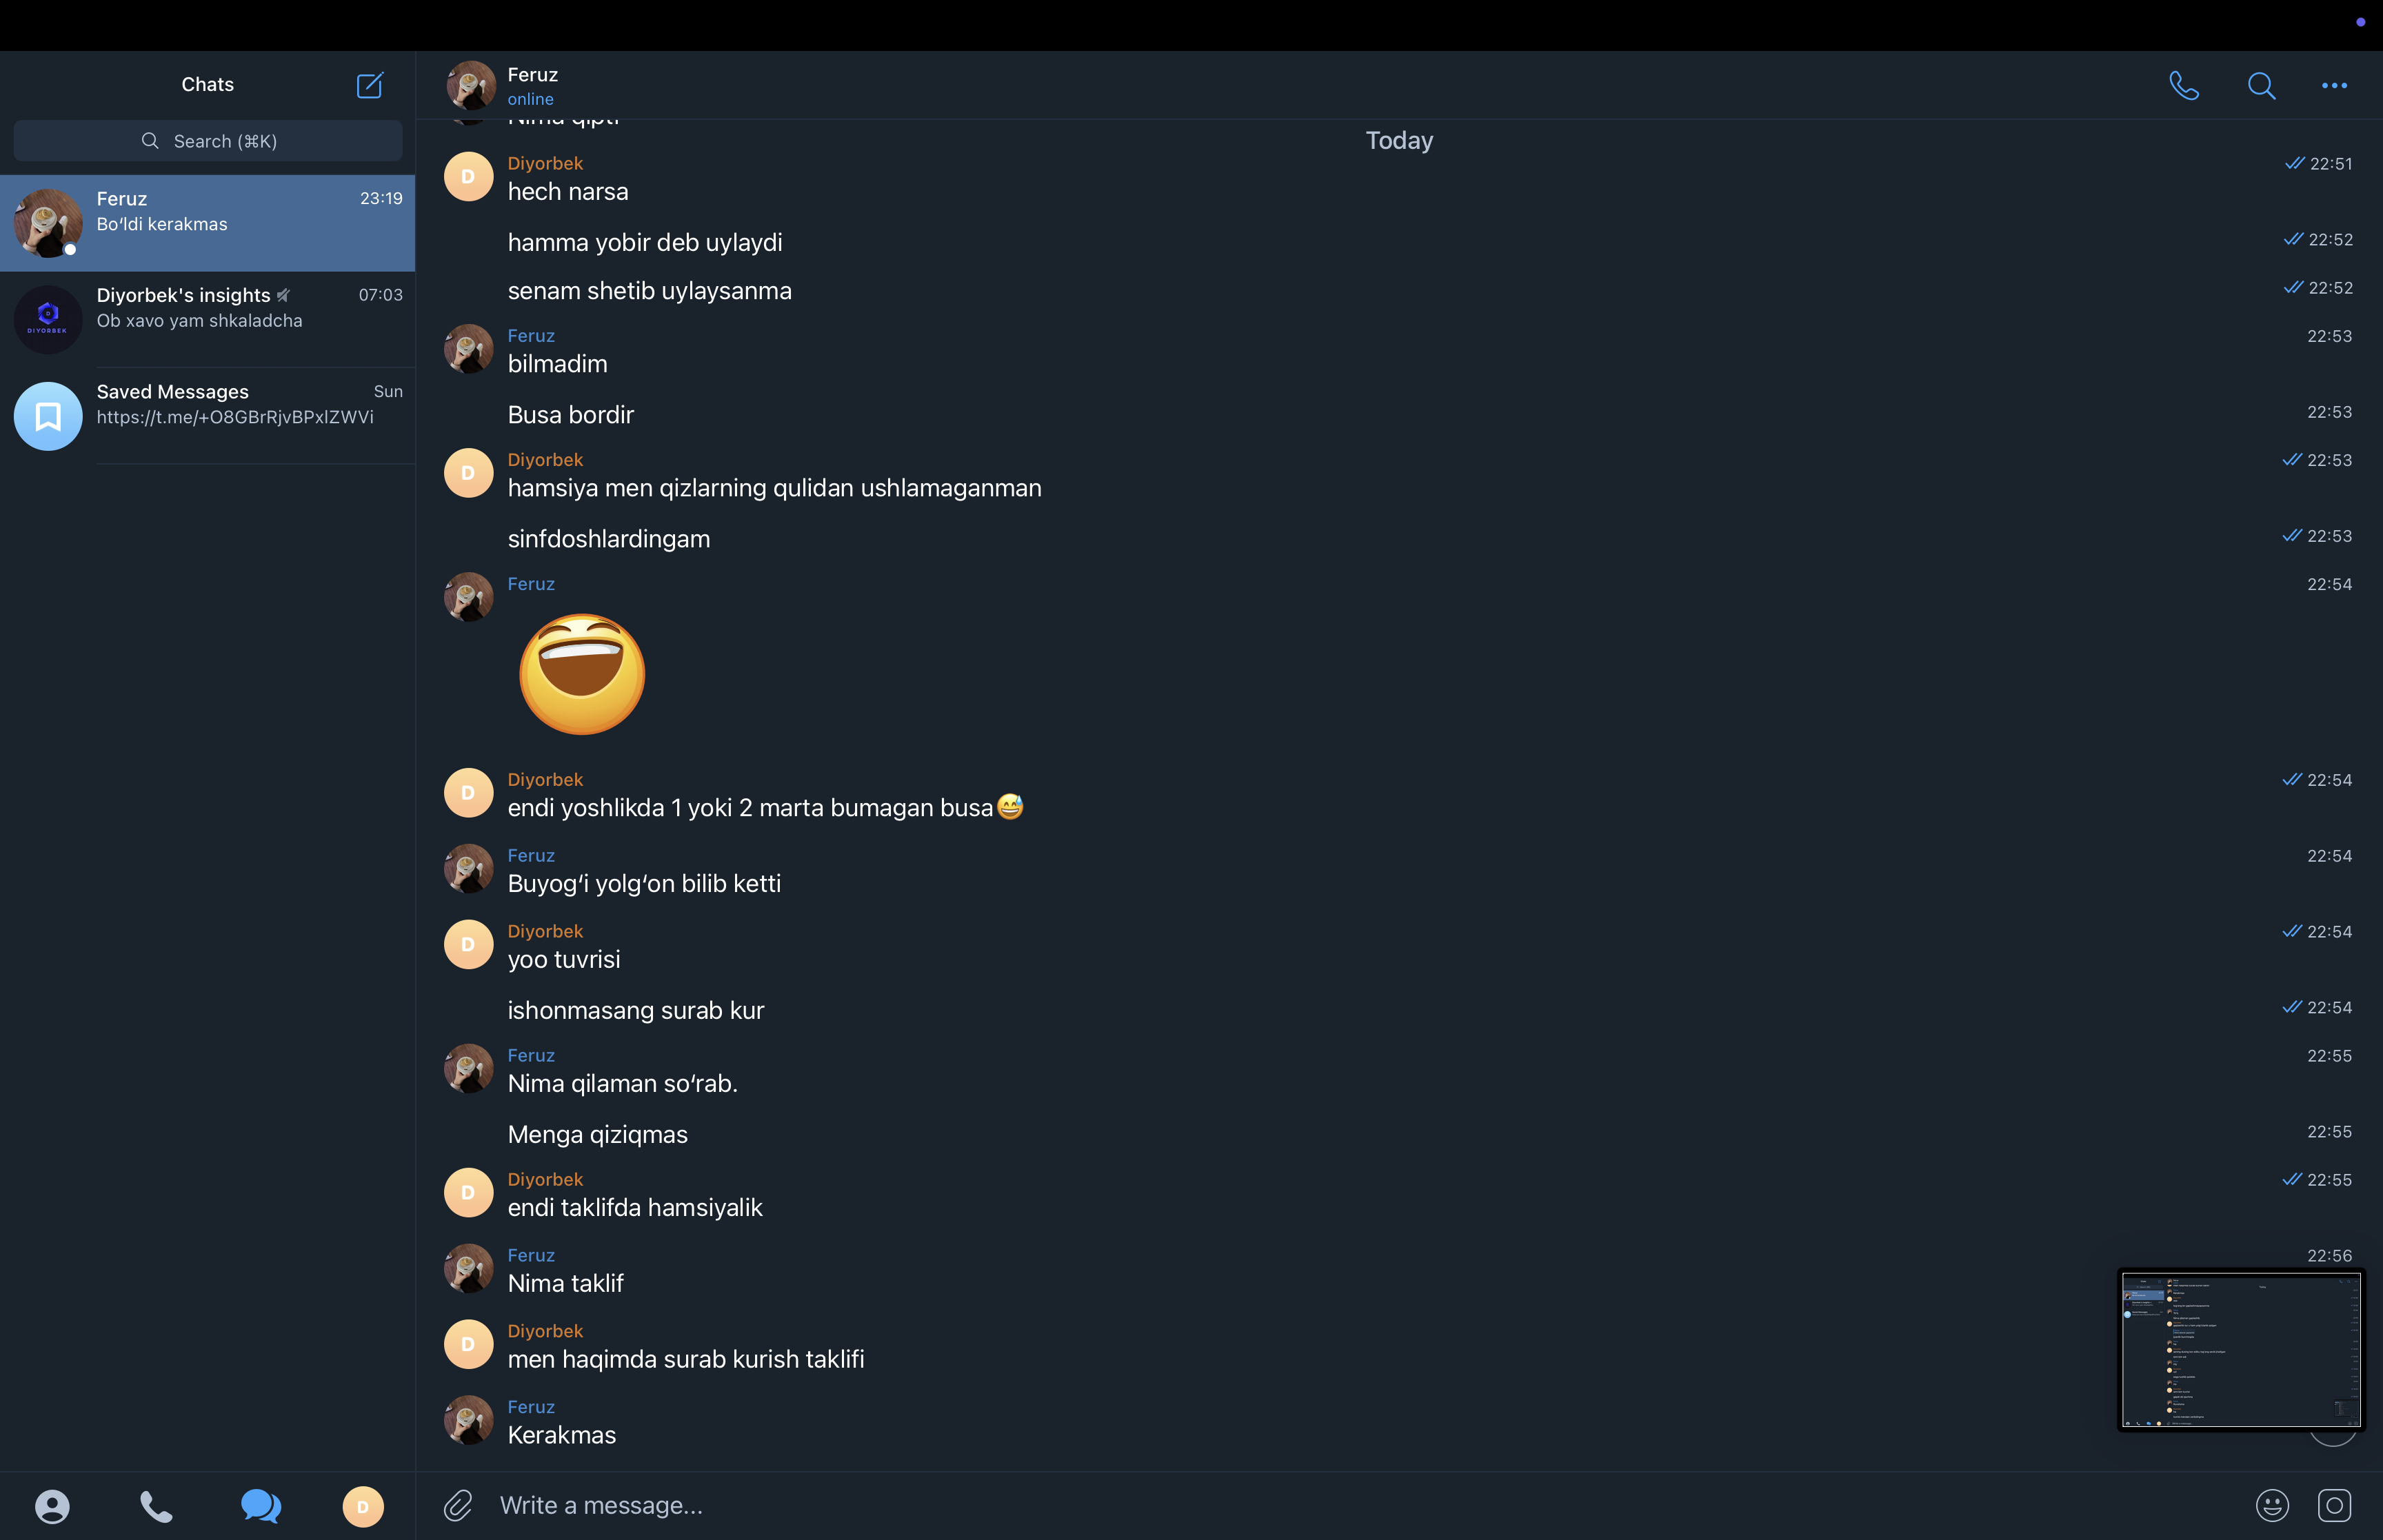 Chats
Search (⌘K)
Feruz
23:19
Bo‘ldi kerakmas
Diyorbek's insights
07:03
Ob xavo yam shkaladcha
DIYORBEK
Saved Messages
Sun
https://t.me/+O8GBrRjvBPxlZWVi
D
Feruz
online
Nima qipti
Today
D
Diyorbek
22:51
hech narsa
hamma yobir deb uylaydi
22:52
senam shetib uylaysanma
22:52
Feruz
22:53
bilmadim
Busa bordir
22:53
D
Diyorbek
22:53
hamsiya men qizlarning qulidan ushlamaganman
sinfdoshlardingam
22:53
Feruz
22:54
D
Diyorbek
22:54
endi yoshlikda 1 yoki 2 marta bumagan busa😅
Feruz
22:54
Buyog‘i yolg‘on bilib ketti
D
Diyorbek
22:54
yoo tuvrisi
ishonmasang surab kur
22:54
Feruz
22:55
Nima qilaman so‘rab.
Menga qiziqmas
22:55
D
Diyorbek
22:55
endi taklifda hamsiyalik
Feruz
22:56
Nima taklif
D
Diyorbek
men haqimda surab kurish taklifi
Feruz
Kerakmas
Write a message...